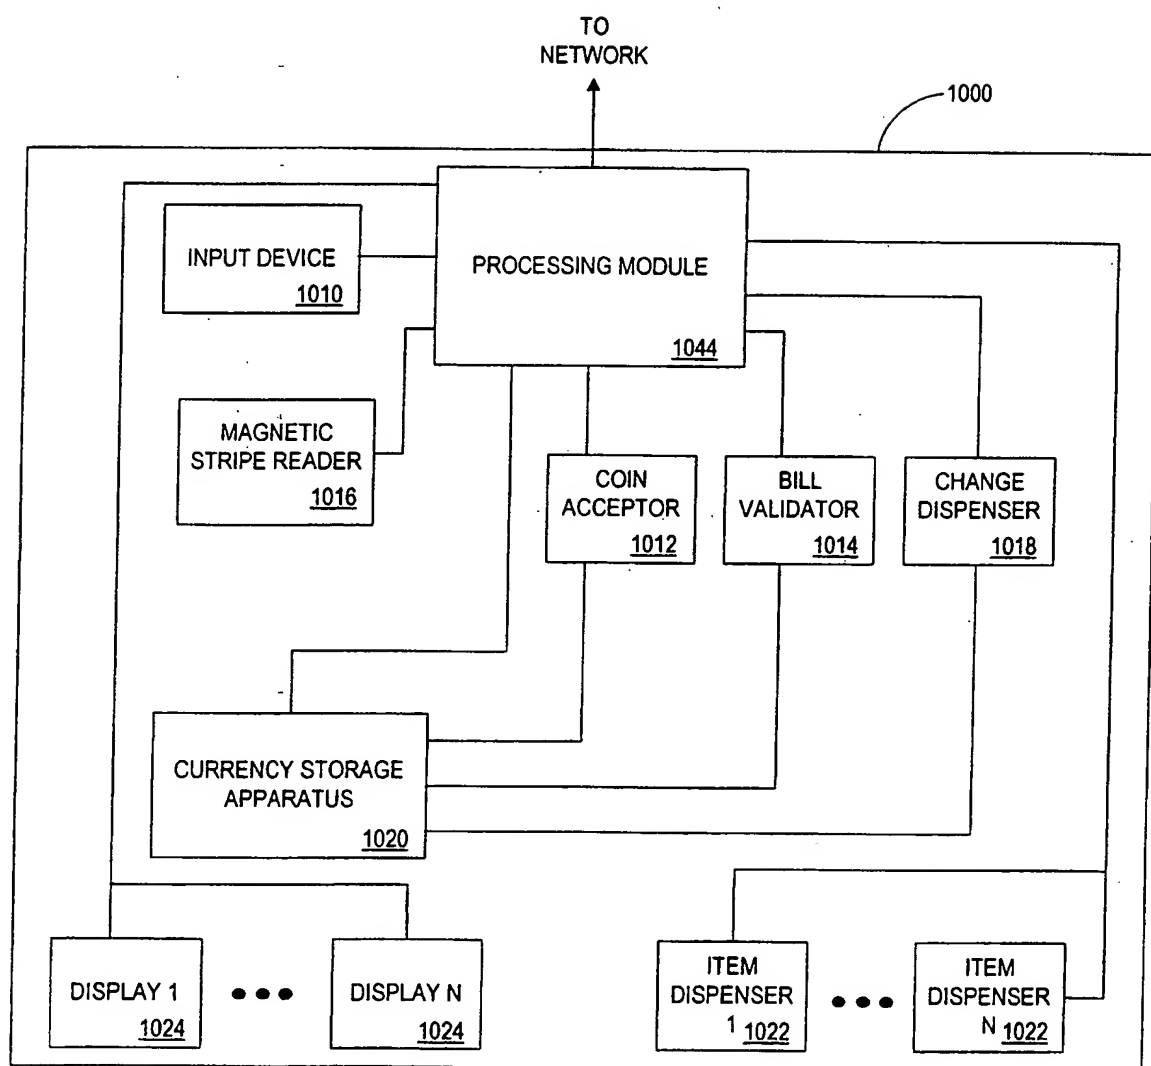 TO
NETWORK
1000
INPUT DEVICE
1010
PROCESSING MODULE
1044
MAGNETIC
STRIPE READER
1016
COIN
ACCEPTOR
1012
BILL
VALIDATOR
1014
CHANGE
DISPENSER
1018
CURRENCY STORAGE
APPARATUS
1020
DISPLAY 1
1024
DISPLAY N
1024
ITEM
DISPENSER
1 1022
ITEM
DISPENSER
N 1022